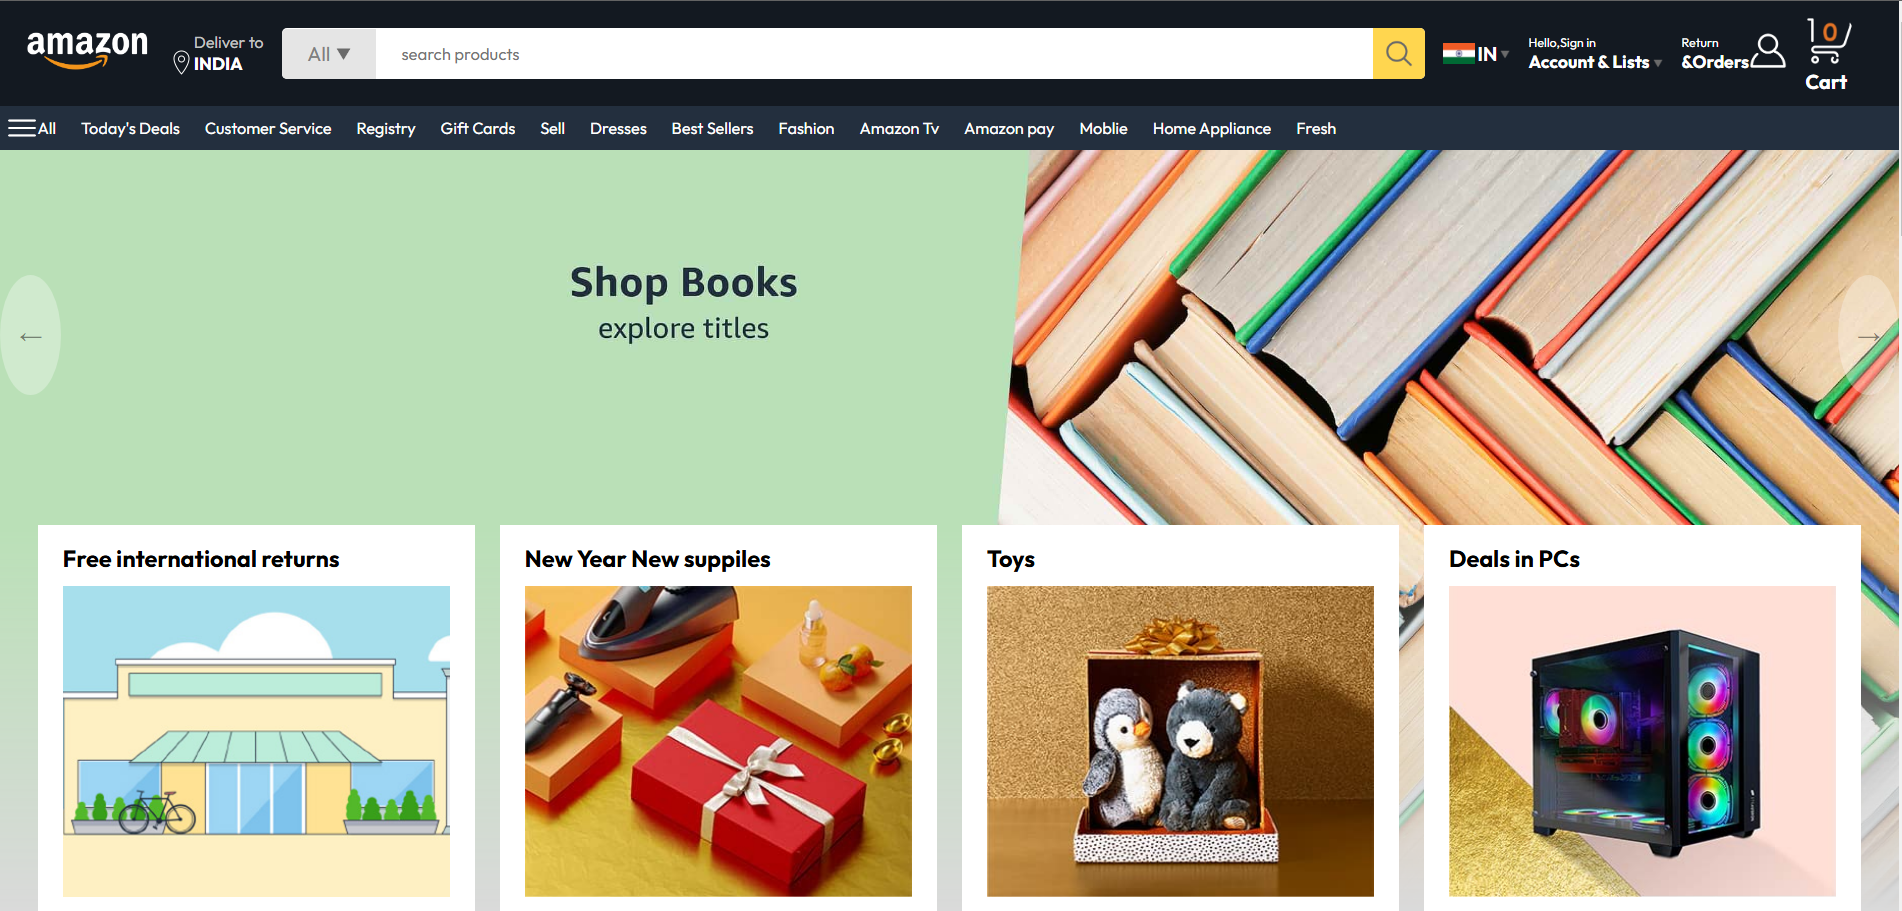 amazon
Deliver to
INDIA
All ▼
search products
IN ▼
Hello,Sign in
Account & Lists ▼
Return
&Orders
0
Cart
All
Today's Deals
Customer Service
Registry
Gift Cards
Sell
Dresses
Best Sellers
Fashion
Amazon Tv
Amazon pay
Moblie
Home Appliance
Fresh
Shop Books
explore titles
←
→
Free international returns
New Year New suppiles
Toys
Deals in PCs